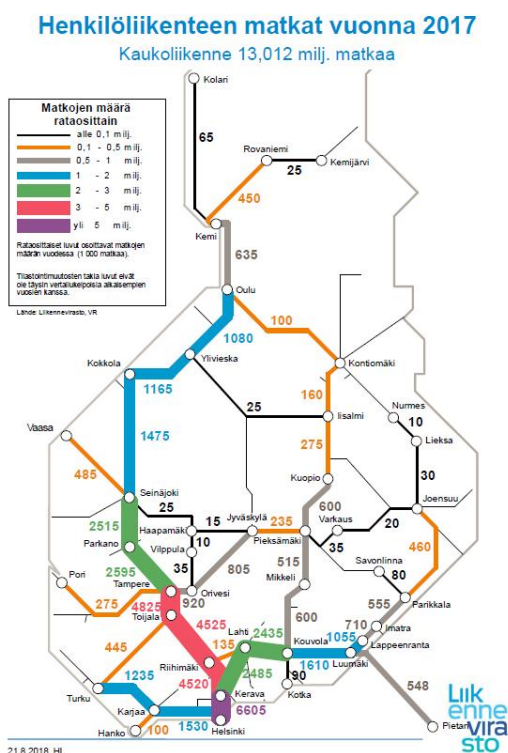 Henkilöliikenteen matkat vuonna 2017
Kaukoliikenne 13,012 milj. matkaa
Matkojen määrä
rataosittain
alle 0,1 milj.
0,1 - 0,5 milj.
0,5 - 1 milj.
1 - 2 milj.
2 - 3 milj.
3 - 5 milj.
yli 5 milj.
Rataosittaiset luvut osoittavat matkojen
määrän vuodessa (1 000 matkaa).
Tilastointimuutosten takia luvut eivät
ole täysin vertailukelpoisia aikaisempien
vuosien kanssa.
Lähde: Liikennevirasto, VR
Kolari
65
Rovaniemi
25
Kemijärvi
450
Kemi
635
Oulu
100
1080
Ylivieska
Kontiomäki
Kokkola
1165
160
25
Iisalmi
Nurmes
10
Vaasa
1475
275
Lieksa
485
Kuopio
30
Seinäjoki
25
600
Joensuu
2515
Haapamäki
15
Jyväskylä
235
Varkaus
20
Parkano
10
Pieksämäki
35
460
Vilppula
2595
35
805
515
Savonlinna
80
Pori
Tampere
Mikkeli
275
920
Orivesi
555
Parikkala
4825
Toijala
4525
600
710
Imatra
445
Lahti
2435
Kouvola
1055
Lappeenranta
135
Riihimäki
1610
Luumäki
1235
4520
2485
90
548
Turku
Kerava
Kotka
Karjaa
6605
Hanko
100
1530
Helsinki
Pietari
Liik
enne
vira
sto
21.8.2018 HL